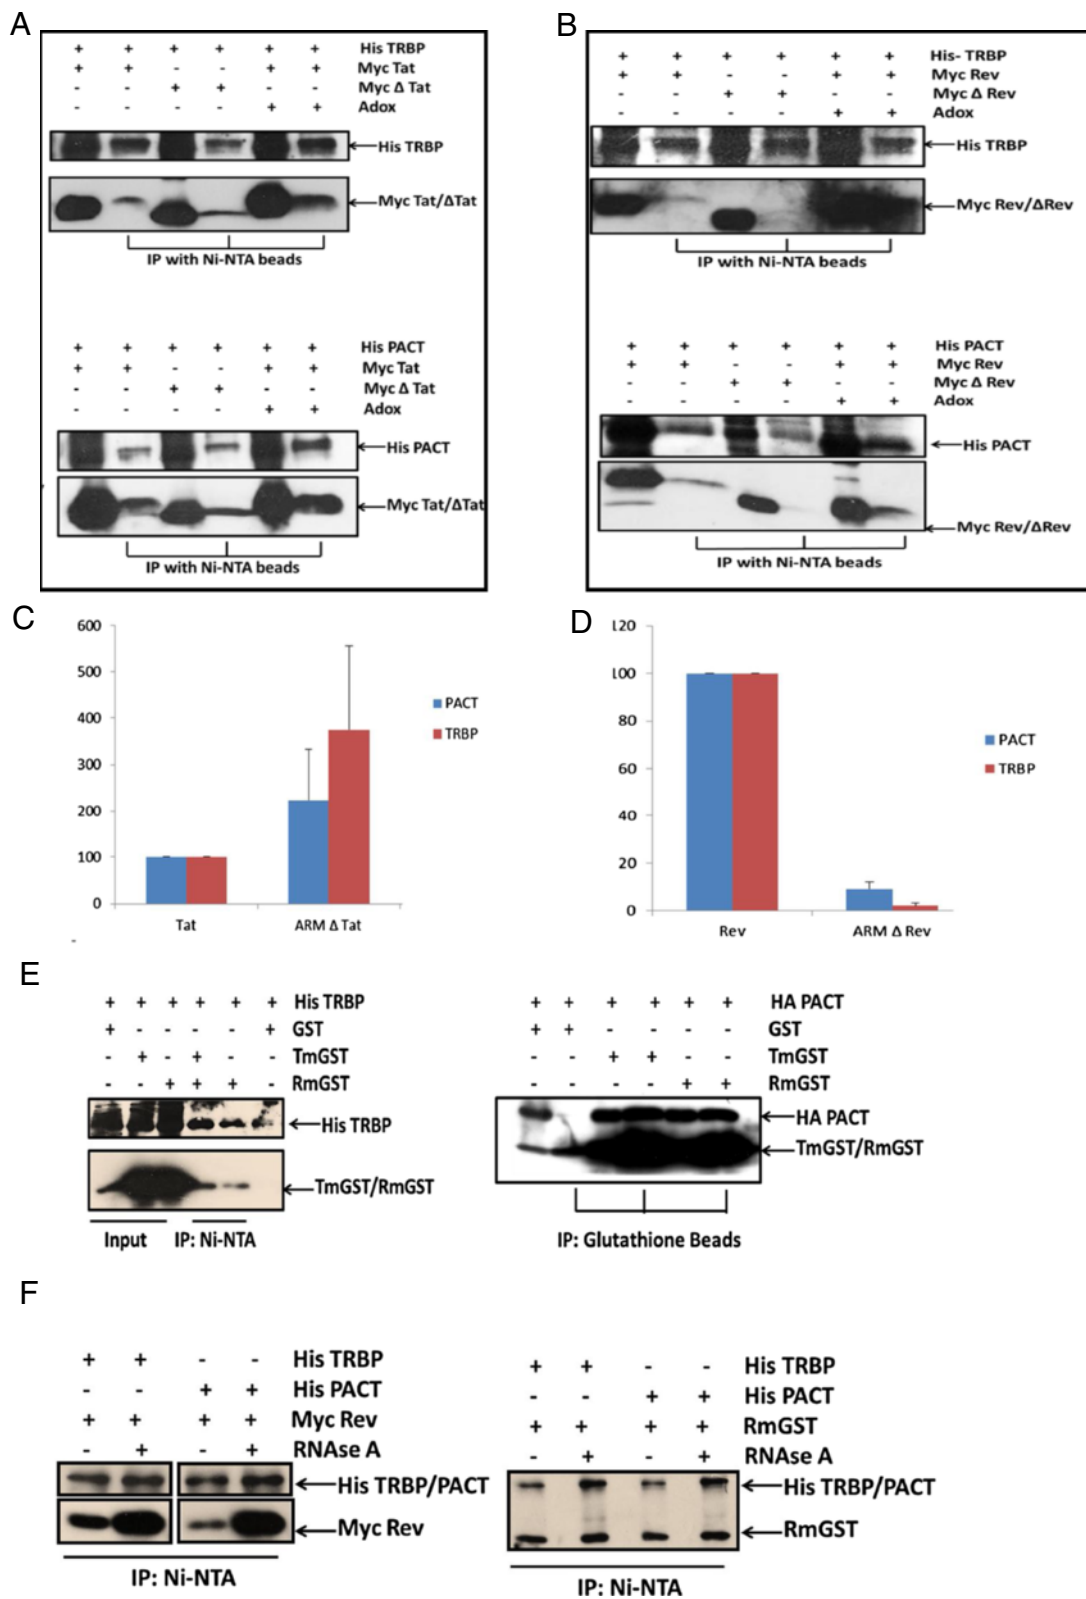 A
+ + + + + + His TRBP
+ + - - + + Myc Tat
- - + + - - Myc Δ Tat
- - - - + + Adox
His TRBP
Myc Tat/ΔTat
IP with Ni-NTA beads
+ + + + + + His PACT
+ + - - + + Myc Tat
- - + + - - Myc Δ Tat
- - - - + + Adox
His PACT
Myc Tat/ΔTat
IP with Ni-NTA beads
B
+ + + + + + His- TRBP
+ + - - + + Myc Rev
- - + + - - Myc Δ Rev
- - - - + + Adox
His TRBP
Myc Rev/ΔRev
IP with Ni-NTA beads
+ + + + + + His PACT
+ + - - + + Myc Rev
- - + + - - Myc Δ Rev
- - - - + + Adox
His PACT
Myc Rev/ΔRev
IP with Ni-NTA beads
C
600
500
400
300
200
100
0
Tat ARM Δ Tat
PACT
TRBP
D
120
100
80
60
40
20
0
Rev ARM Δ Rev
PACT
TRBP
E
+ + + + + + His TRBP
+ - - - - + GST
- + - + - - TmGST
- - + + + - RmGST
His TRBP
TmGST/RmGST
Input IP: Ni-NTA
+ + + + + + HA PACT
+ + - - - - GST
- - + + - - TmGST
- - - - + + RmGST
HA PACT
TmGST/RmGST
IP: Glutathione Beads
F
+ + - - His TRBP
- - + + His PACT
+ + + + Myc Rev
- + - + RNAse A
His TRBP/PACT
Myc Rev
IP: Ni-NTA
+ + - - His TRBP
- - + + His PACT
+ + + + RmGST
- + - + RNAse A
His TRBP/PACT
RmGST
IP: Ni-NTA